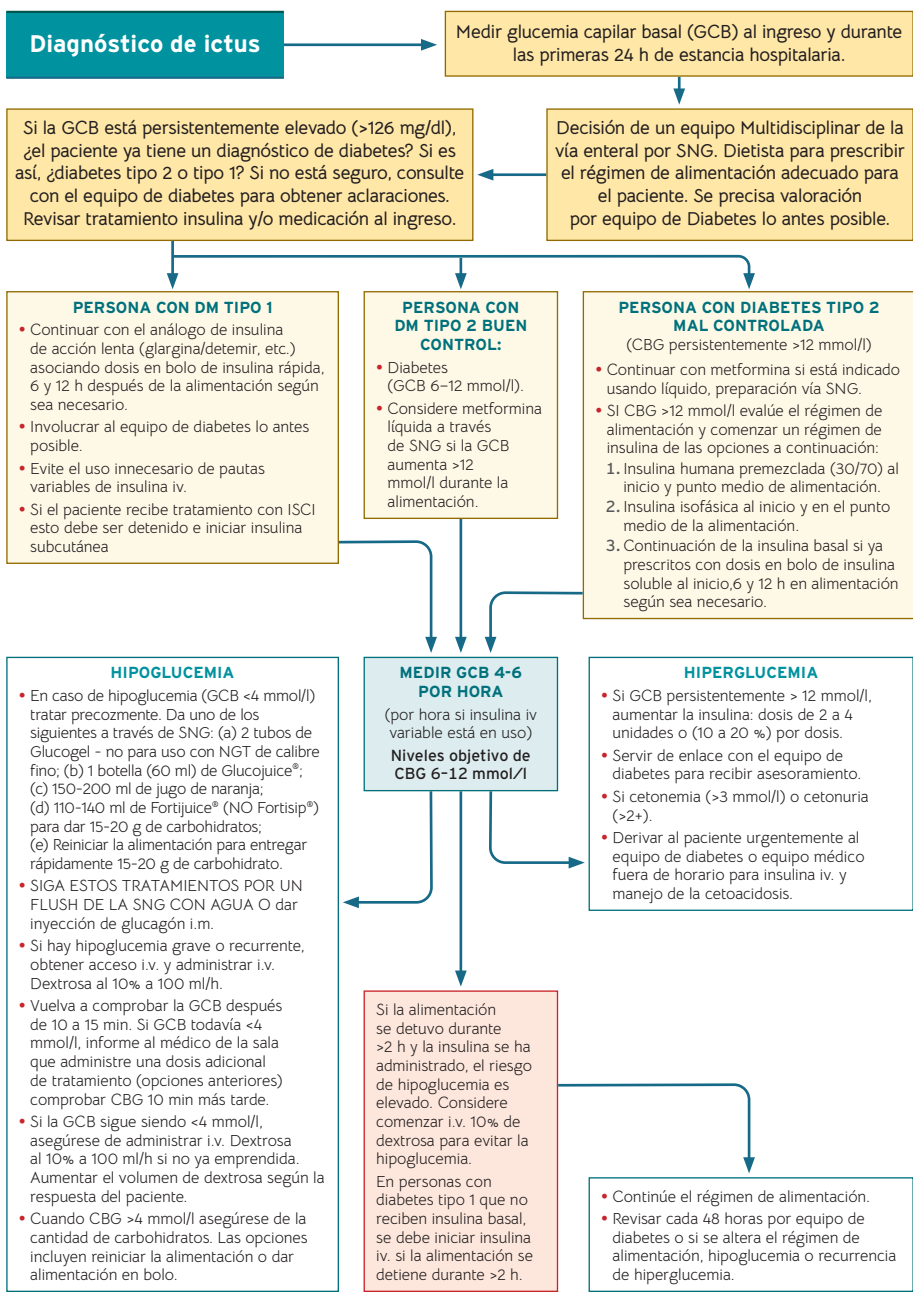 Diagnóstico de ictus
Medir glucemia capilar basal (GCB) al ingreso y durante
las primeras 24 h de estancia hospitalaria.
Decisión de un equipo Multidisciplinar de la
vía enteral por SNG. Dietista para prescribir
el régimen de alimentación adecuado para
el paciente. Se precisa valoración
por equipo de Diabetes lo antes posible.
Si la GCB está persistentemente elevado (>126 mg/dl),
¿el paciente ya tiene un diagnóstico de diabetes? Si es
así, ¿diabetes tipo 2 o tipo 1? Si no está seguro, consulte
con el equipo de diabetes para obtener aclaraciones.
Revisar tratamiento insulina y/o medicación al ingreso.
PERSONA CON DM TIPO 1
• Continuar con el análogo de insulina
de acción lenta (glargina/detemir, etc.)
asociando dosis en bolo de insulina rápida,
6 y 12 h después de la alimentación según
sea necesario.
• Involucrar al equipo de diabetes lo antes
posible.
• Evite el uso innecesario de pautas
variables de insulina iv.
• Si el paciente recibe tratamiento con ISCI
esto debe ser detenido e iniciar insulina
subcutánea
PERSONA CON
DM TIPO 2 BUEN
CONTROL:
• Diabetes
(GCB 6–12 mmol/l).
• Considere metformina
líquida a través
de SNG si la GCB
aumenta >12
mmol/l durante la
alimentación.
PERSONA CON DIABETES TIPO 2
MAL CONTROLADA
(CBG persistentemente >12 mmol/l)
• Continuar con metformina si está indicado
usando líquido, preparación vía SNG.
• SI CBG >12 mmol/l evalúe el régimen de
alimentación y comenzar un régimen de
insulina de las opciones a continuación:
1. Insulina humana premezclada (30/70) al
inicio y punto medio de alimentación.
2. Insulina isofásica al inicio y en el punto
medio de la alimentación.
3. Continuación de la insulina basal si ya
prescritos con dosis en bolo de insulina
soluble al inicio,6 y 12 h en alimentación
según sea necesario.
HIPOGLUCEMIA
• En caso de hipoglucemia (GCB <4 mmol/l)
tratar precozmente. Da uno de los
siguientes a través de SNG: (a) 2 tubos de
Glucogel - no para uso con NGT de calibre
fino; (b) 1 botella (60 ml) de Glucojuice®;
(c) 150-200 ml de jugo de naranja;
(d) 110-140 ml de Fortijuice® (NO Fortisip®)
para dar 15-20 g de carbohidratos;
(e) Reiniciar la alimentación para entregar
rápidamente 15-20 g de carbohidrato.
• SIGA ESTOS TRATAMIENTOS POR UN
FLUSH DE LA SNG CON AGUA O dar
inyección de glucagón i.m.
• Si hay hipoglucemia grave o recurrente,
obtener acceso i.v. y administrar i.v.
Dextrosa al 10% a 100 ml/h.
• Vuelva a comprobar la GCB después
de 10 a 15 min. Si GCB todavía <4
mmol/l, informe al médico de la sala
que administre una dosis adicional
de tratamiento (opciones anteriores)
comprobar CBG 10 min más tarde.
• Si la GCB sigue siendo <4 mmol/l,
asegúrese de administrar i.v. Dextrosa
al 10% a 100 ml/h si no ya emprendida.
Aumentar el volumen de dextrosa según la
respuesta del paciente.
• Cuando CBG >4 mmol/l asegúrese de la
cantidad de carbohidratos. Las opciones
incluyen reiniciar la alimentación o dar
alimentación en bolo.
MEDIR GCB 4-6
POR HORA
(por hora si insulina iv
variable está en uso)
Niveles objetivo de
CBG 6–12 mmol/l
HIPERGLUCEMIA
• Si GCB persistentemente > 12 mmol/l,
aumentar la insulina: dosis de 2 a 4
unidades o (10 a 20 %) por dosis.
• Servir de enlace con el equipo de
diabetes para recibir asesoramiento.
• Si cetonemia (>3 mmol/l) o cetonuria
(>2+).
• Derivar al paciente urgentemente al
equipo de diabetes o equipo médico
fuera de horario para insulina iv. y
manejo de la cetoacidosis.
Si la alimentación
se detuvo durante
>2 h y la insulina se ha
administrado, el riesgo
de hipoglucemia es
elevado. Considere
comenzar i.v. 10% de
dextrosa para evitar la
hipoglucemia.
En personas con
diabetes tipo 1 que no
reciben insulina basal,
se debe iniciar insulina
iv. si la alimentación se
detiene durante >2 h.
• Continúe el régimen de alimentación.
• Revisar cada 48 horas por equipo de
diabetes o si se altera el régimen de
alimentación, hipoglucemia o recurrencia
de hiperglucemia.